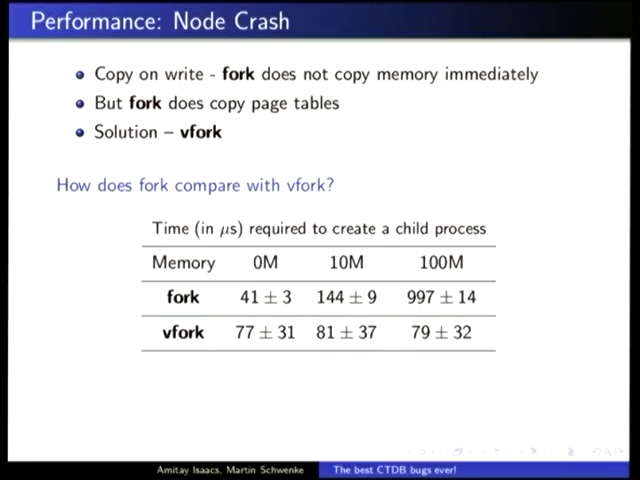 Performance: Node Crash
Copy on write - fork does not copy memory immediately
But fork does copy page tables
Solution – vfork
How does fork compare with vfork?
Time (in μs) required to create a child process
Memory 0M 10M 100M
fork 41 ± 3 144 ± 9 997 ± 14
vfork 77 ± 31 81 ± 37 79 ± 32
Amitay Isaacs, Martin Schwenke The best CTDB bugs ever!